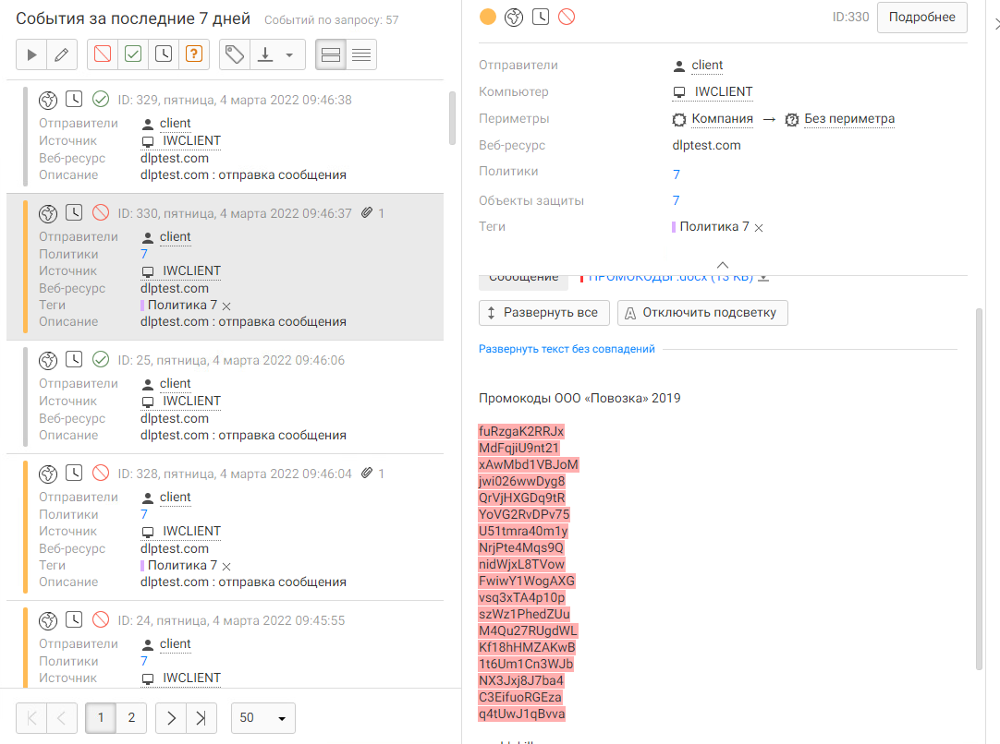 События за последние 7 дней Событий по запросу: 57
ID: 329, пятница, 4 марта 2022 09:46:38
Отправители client
Источник IWCLIENT
Веб-ресурс dlptest.com
Описание dlptest.com : отправка сообщения
ID: 330, пятница, 4 марта 2022 09:46:37 1
Отправители client
Политики 7
Источник IWCLIENT
Веб-ресурс dlptest.com
Теги Политика 7
Описание dlptest.com : отправка сообщения
ID: 25, пятница, 4 марта 2022 09:46:06
Отправители client
Источник IWCLIENT
Веб-ресурс dlptest.com
Описание dlptest.com : отправка сообщения
ID: 328, пятница, 4 марта 2022 09:46:04 1
Отправители client
Политики 7
Источник IWCLIENT
Веб-ресурс dlptest.com
Теги Политика 7
Описание dlptest.com : отправка сообщения
ID: 24, пятница, 4 марта 2022 09:45:55
Отправители client
Политики 7
Источник IWCLIENT
1 2 50
ID:330 Подробнее
Отправители client
Компьютер IWCLIENT
Периметры Компания → Без периметра
Веб-ресурс dlptest.com
Политики 7
Объекты защиты 7
Теги Политика 7
Сообщение ПРОМОКОДЫ.docx (13 KB)
Развернуть все Отключить подсветку
Развернуть текст без совпадений
Промокоды ООО «Повозка» 2019
fuRzgaK2RRJx
MdFqjiU9nt21
xAwMbd1VBJoM
jwi026wwDyg8
QrVjHXGDq9tR
YoVG2RvDPv75
U51tmra40m1y
NrjPte4Mqs9Q
nidWjxL8TVow
FwiwY1WogAXG
vsq3xTA4p10p
szWz1PhedZUu
M4Qu27RUgdWL
Kf18hHMZAKwB
1t6Um1Cn3WJb
NX3Jxj8J7ba4
C3EifuoRGEza
q4tUwJ1qBvva